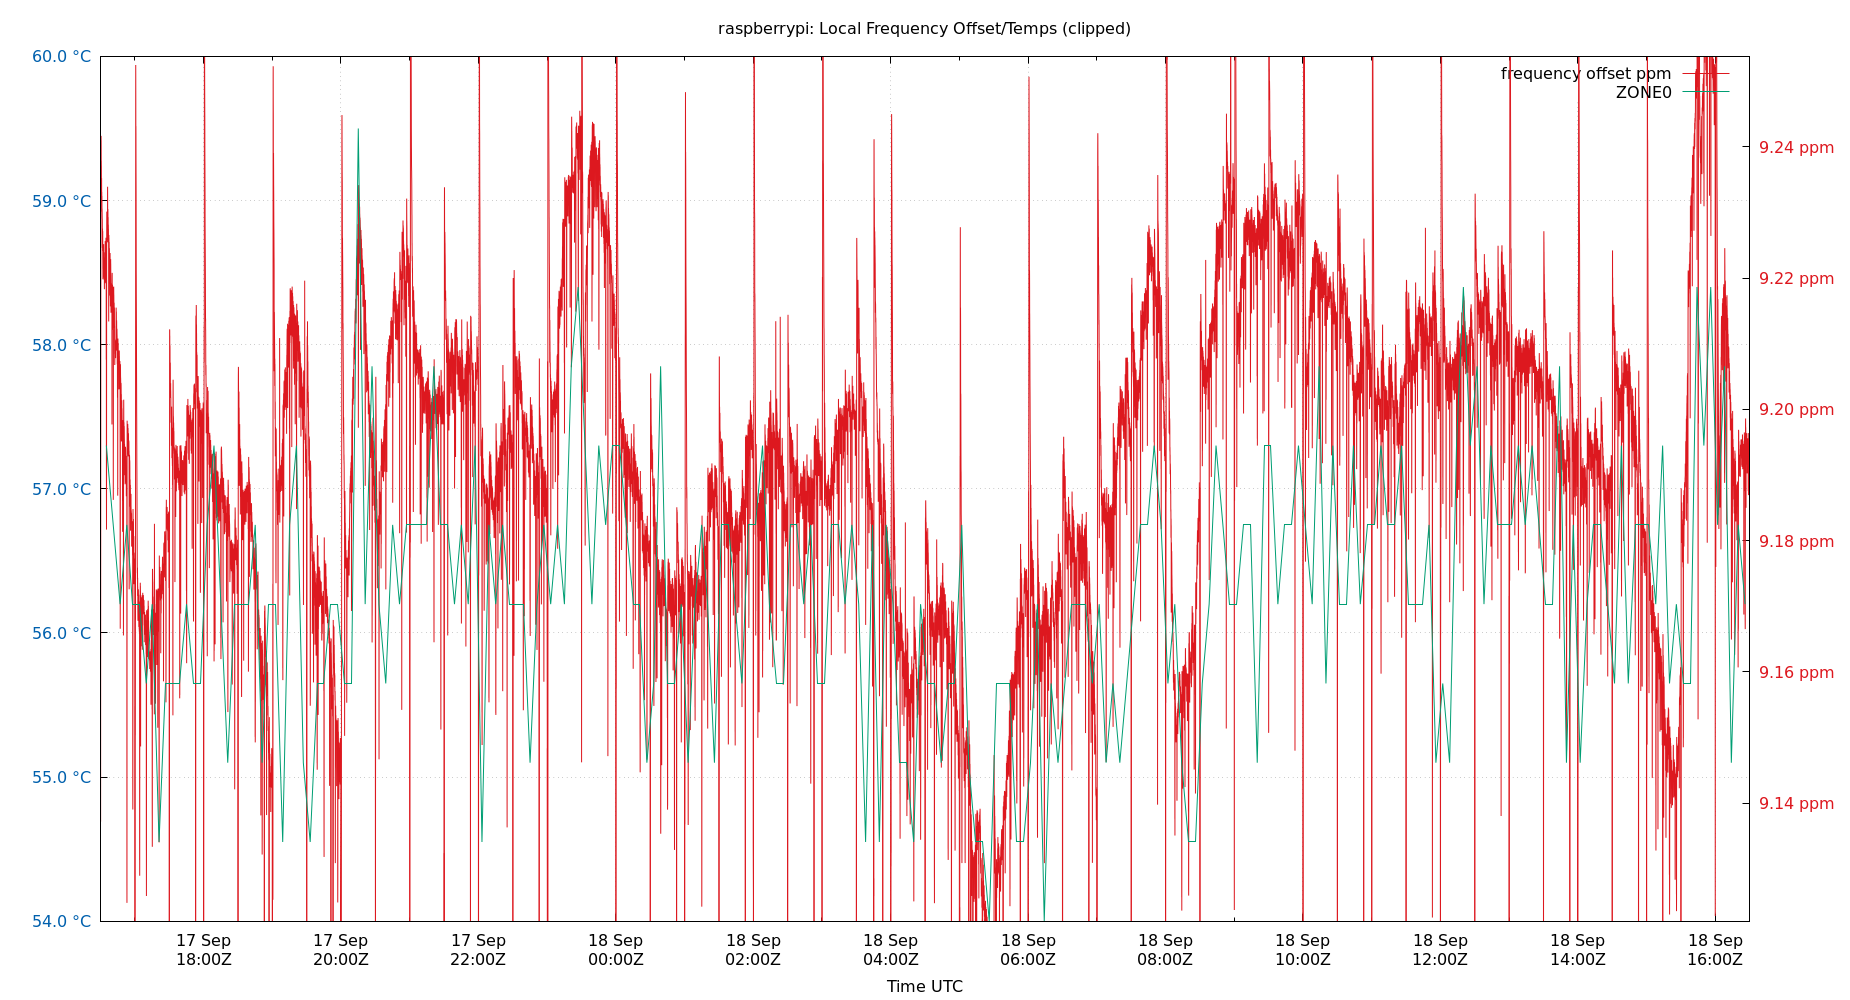 raspberrypi: Local Frequency Offset/Temps (clipped)
60.0 °C
59.0 °C
58.0 °C
57.0 °C
56.0 °C
55.0 °C
54.0 °C
frequency offset ppm
ZONE0
9.24 ppm
9.22 ppm
9.20 ppm
9.18 ppm
9.16 ppm
9.14 ppm
17 Sep 17 Sep 17 Sep 18 Sep 18 Sep 18 Sep 18 Sep 18 Sep 18 Sep 18 Sep 18 Sep 18 Sep
18:00Z 20:00Z 22:00Z 00:00Z 02:00Z 04:00Z 06:00Z 08:00Z 10:00Z 12:00Z 14:00Z 16:00Z
Time UTC